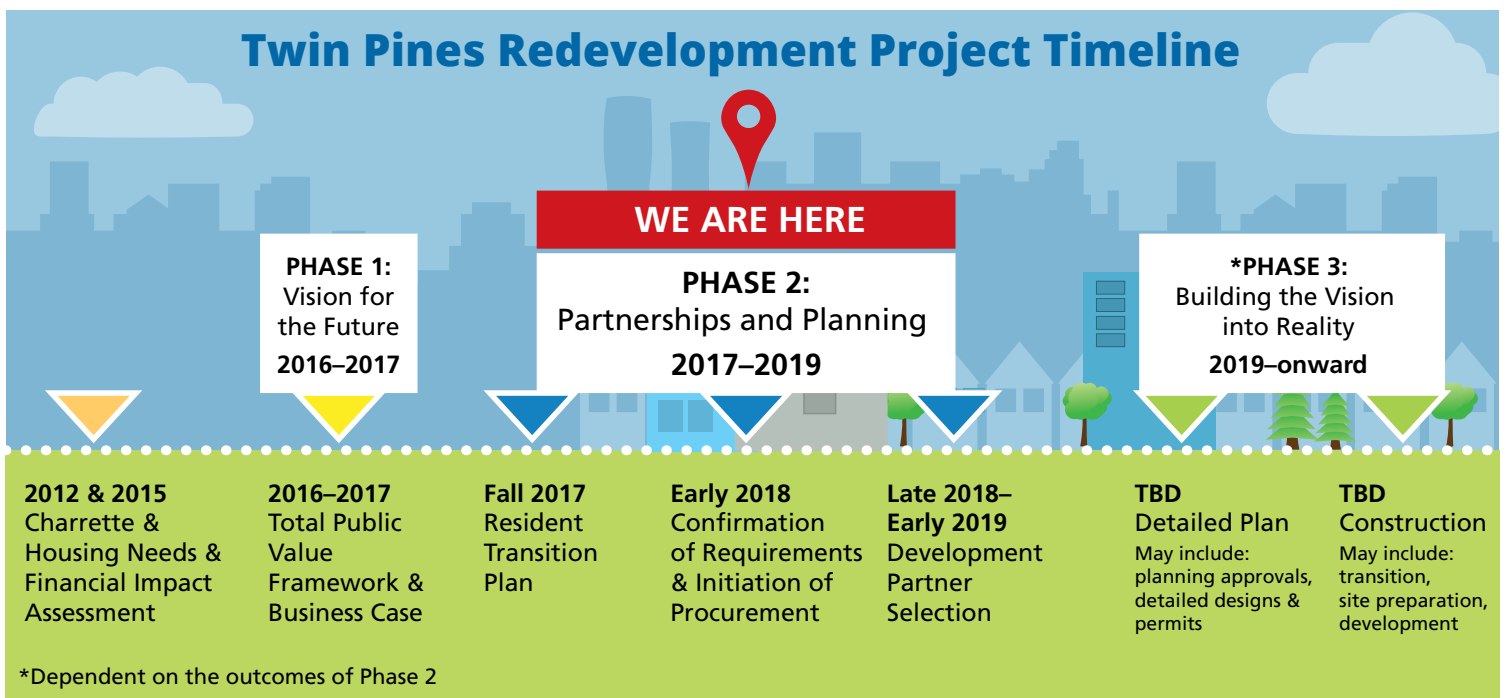 Twin Pines Redevelopment Project Timeline
WE ARE HERE
PHASE 1:
Vision for
the Future
2016–2017
PHASE 2:
Partnerships and Planning
2017–2019
*PHASE 3:
Building the Vision
into Reality
2019–onward
2012 & 2015
Charrette &
Housing Needs &
Financial Impact
Assessment
2016–2017
Total Public
Value
Framework &
Business Case
Fall 2017
Resident
Transition
Plan
Early 2018
Confirmation
of Requirements
& Initiation of
Procurement
Late 2018–
Early 2019
Development
Partner
Selection
TBD
Detailed Plan
May include:
planning approvals,
detailed designs &
permits
TBD
Construction
May include:
transition,
site preparation,
development
*Dependent on the outcomes of Phase 2